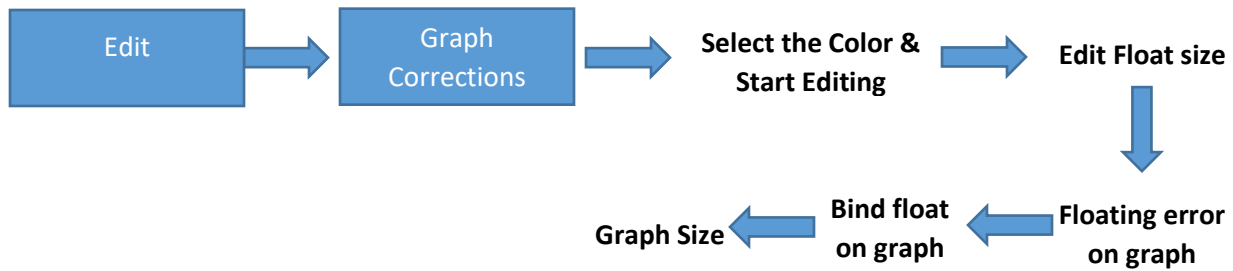 Edit
Graph
Corrections
Select the Color &
Start Editing
Edit Float size
Floating error
on graph
Bind float
on graph
Graph Size